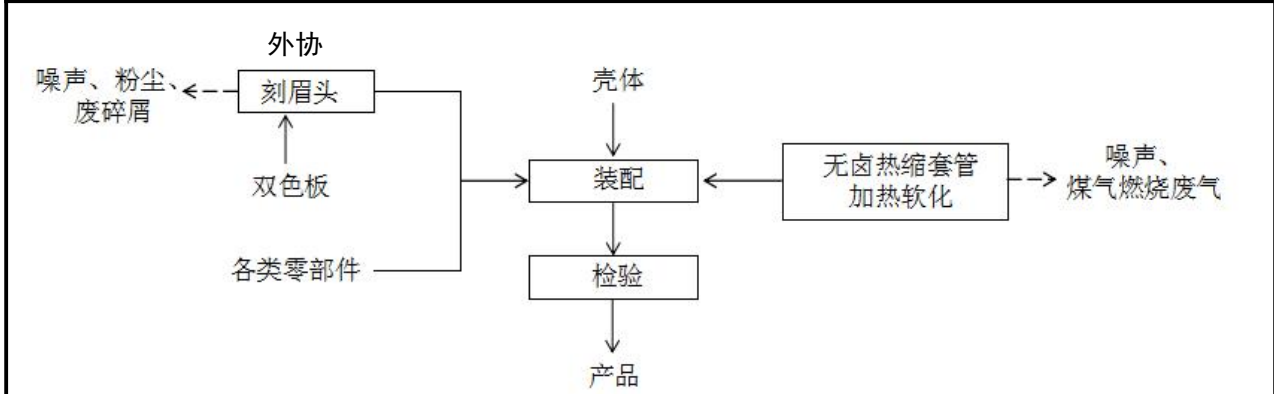 外协
噪声、粉尘、
废碎屑
刻眉头
壳体
双色板
装配
无卤热缩套管
加热软化
噪声、
煤气燃烧废气
各类零部件
检验
产品